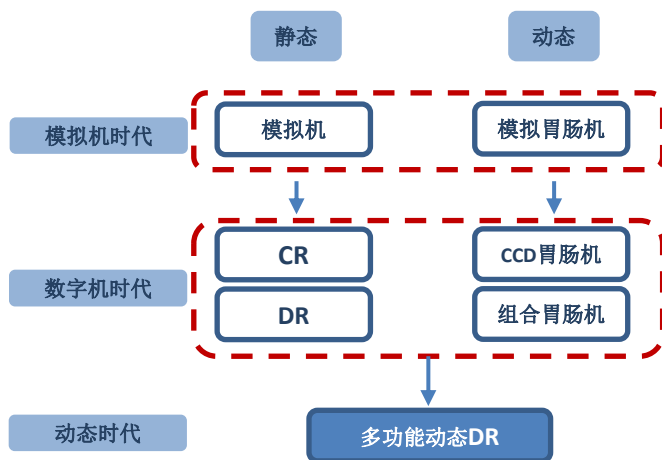 静态
动态
模拟机时代
模拟机
模拟胃肠机
数字机时代
CR
CCD胃肠机
DR
组合胃肠机
动态时代
多功能动态DR